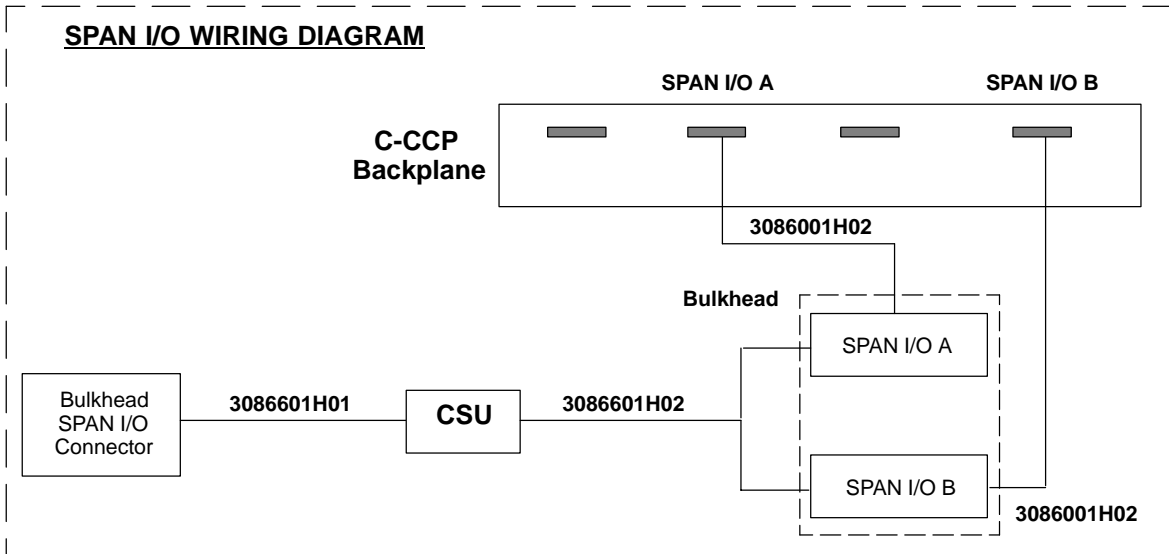 SPAN I/O WIRING DIAGRAM
SPAN I/O A
SPAN I/O B
C-CCP
Backplane
3086001H02
Bulkhead
SPAN I/O A
Bulkhead
SPAN I/O
Connector
3086601H01
CSU
3086601H02
SPAN I/O B
3086001H02